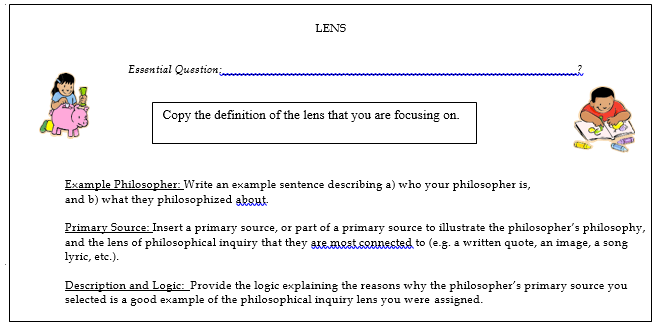 LENS
Essential Question: ?
Copy the definition of the lens that you are focusing on.
Example Philosopher: Write an example sentence describing a) who your philosopher is,
and b) what they philosophized about.
Primary Source: Insert a primary source, or part of a primary source to illustrate the philosopher's philosophy,
and the lens of philosophical inquiry that they are most connected to (e.g. a written quote, an image, a song
lyric, etc.).
Description and Logic: Provide the logic explaining the reasons why the philosopher's primary source you
selected is a good example of the philosophical inquiry lens you were assigned.